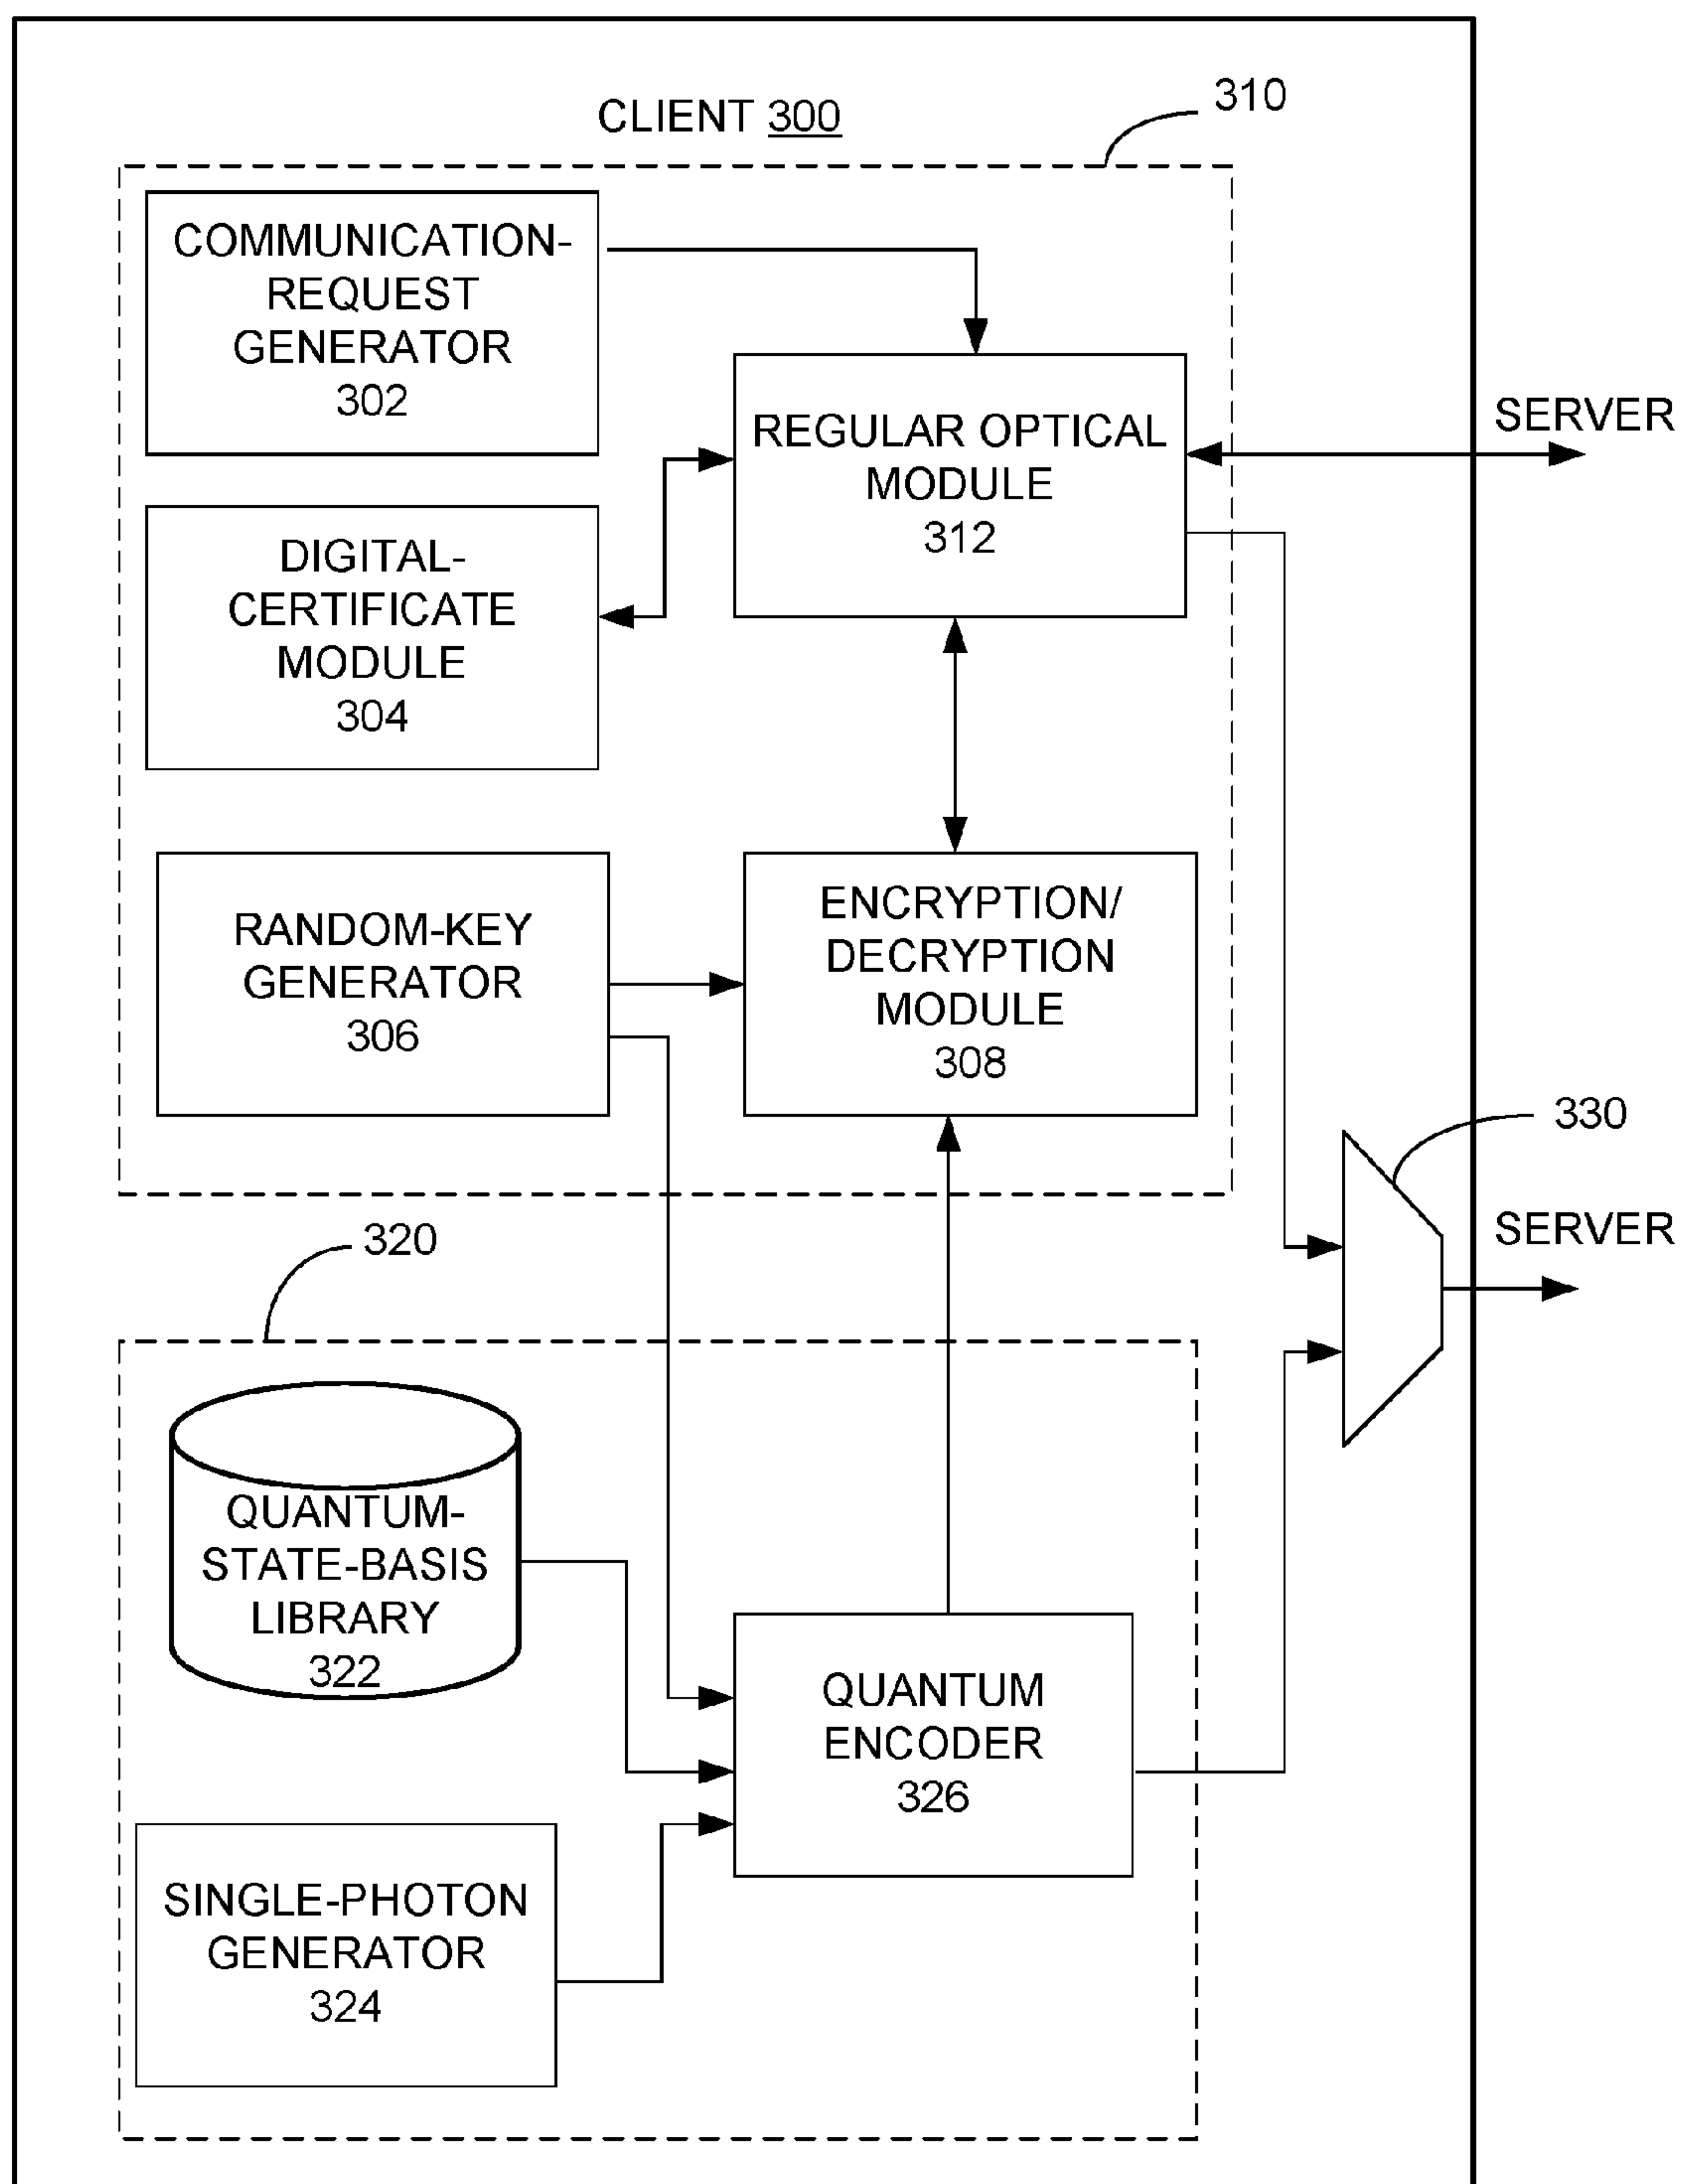 CLIENT 300
310
COMMUNICATION-
REQUEST
GENERATOR
302
REGULAR OPTICAL
MODULE
312
SERVER
DIGITAL-
CERTIFICATE
MODULE
304
RANDOM-KEY
GENERATOR
306
ENCRYPTION/
DECRYPTION
MODULE
308
330
SERVER
320
QUANTUM-
STATE-BASIS
LIBRARY
322
QUANTUM
ENCODER
326
SINGLE-PHOTON
GENERATOR
324